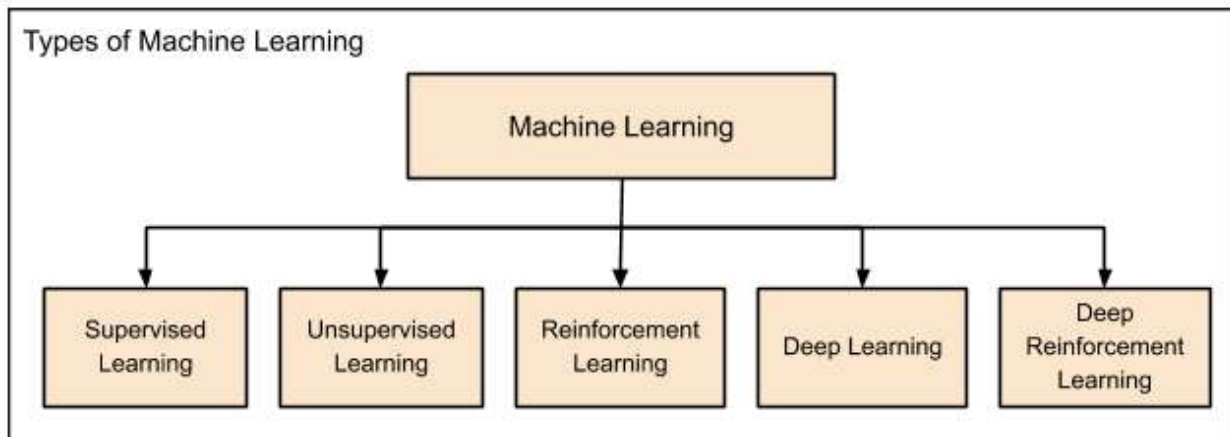 Types of Machine Learning
Machine Learning
Supervised
Learning
Unsupervised
Learning
Reinforcement
Learning
Deep Learning
Deep
Reinforcement
Learning